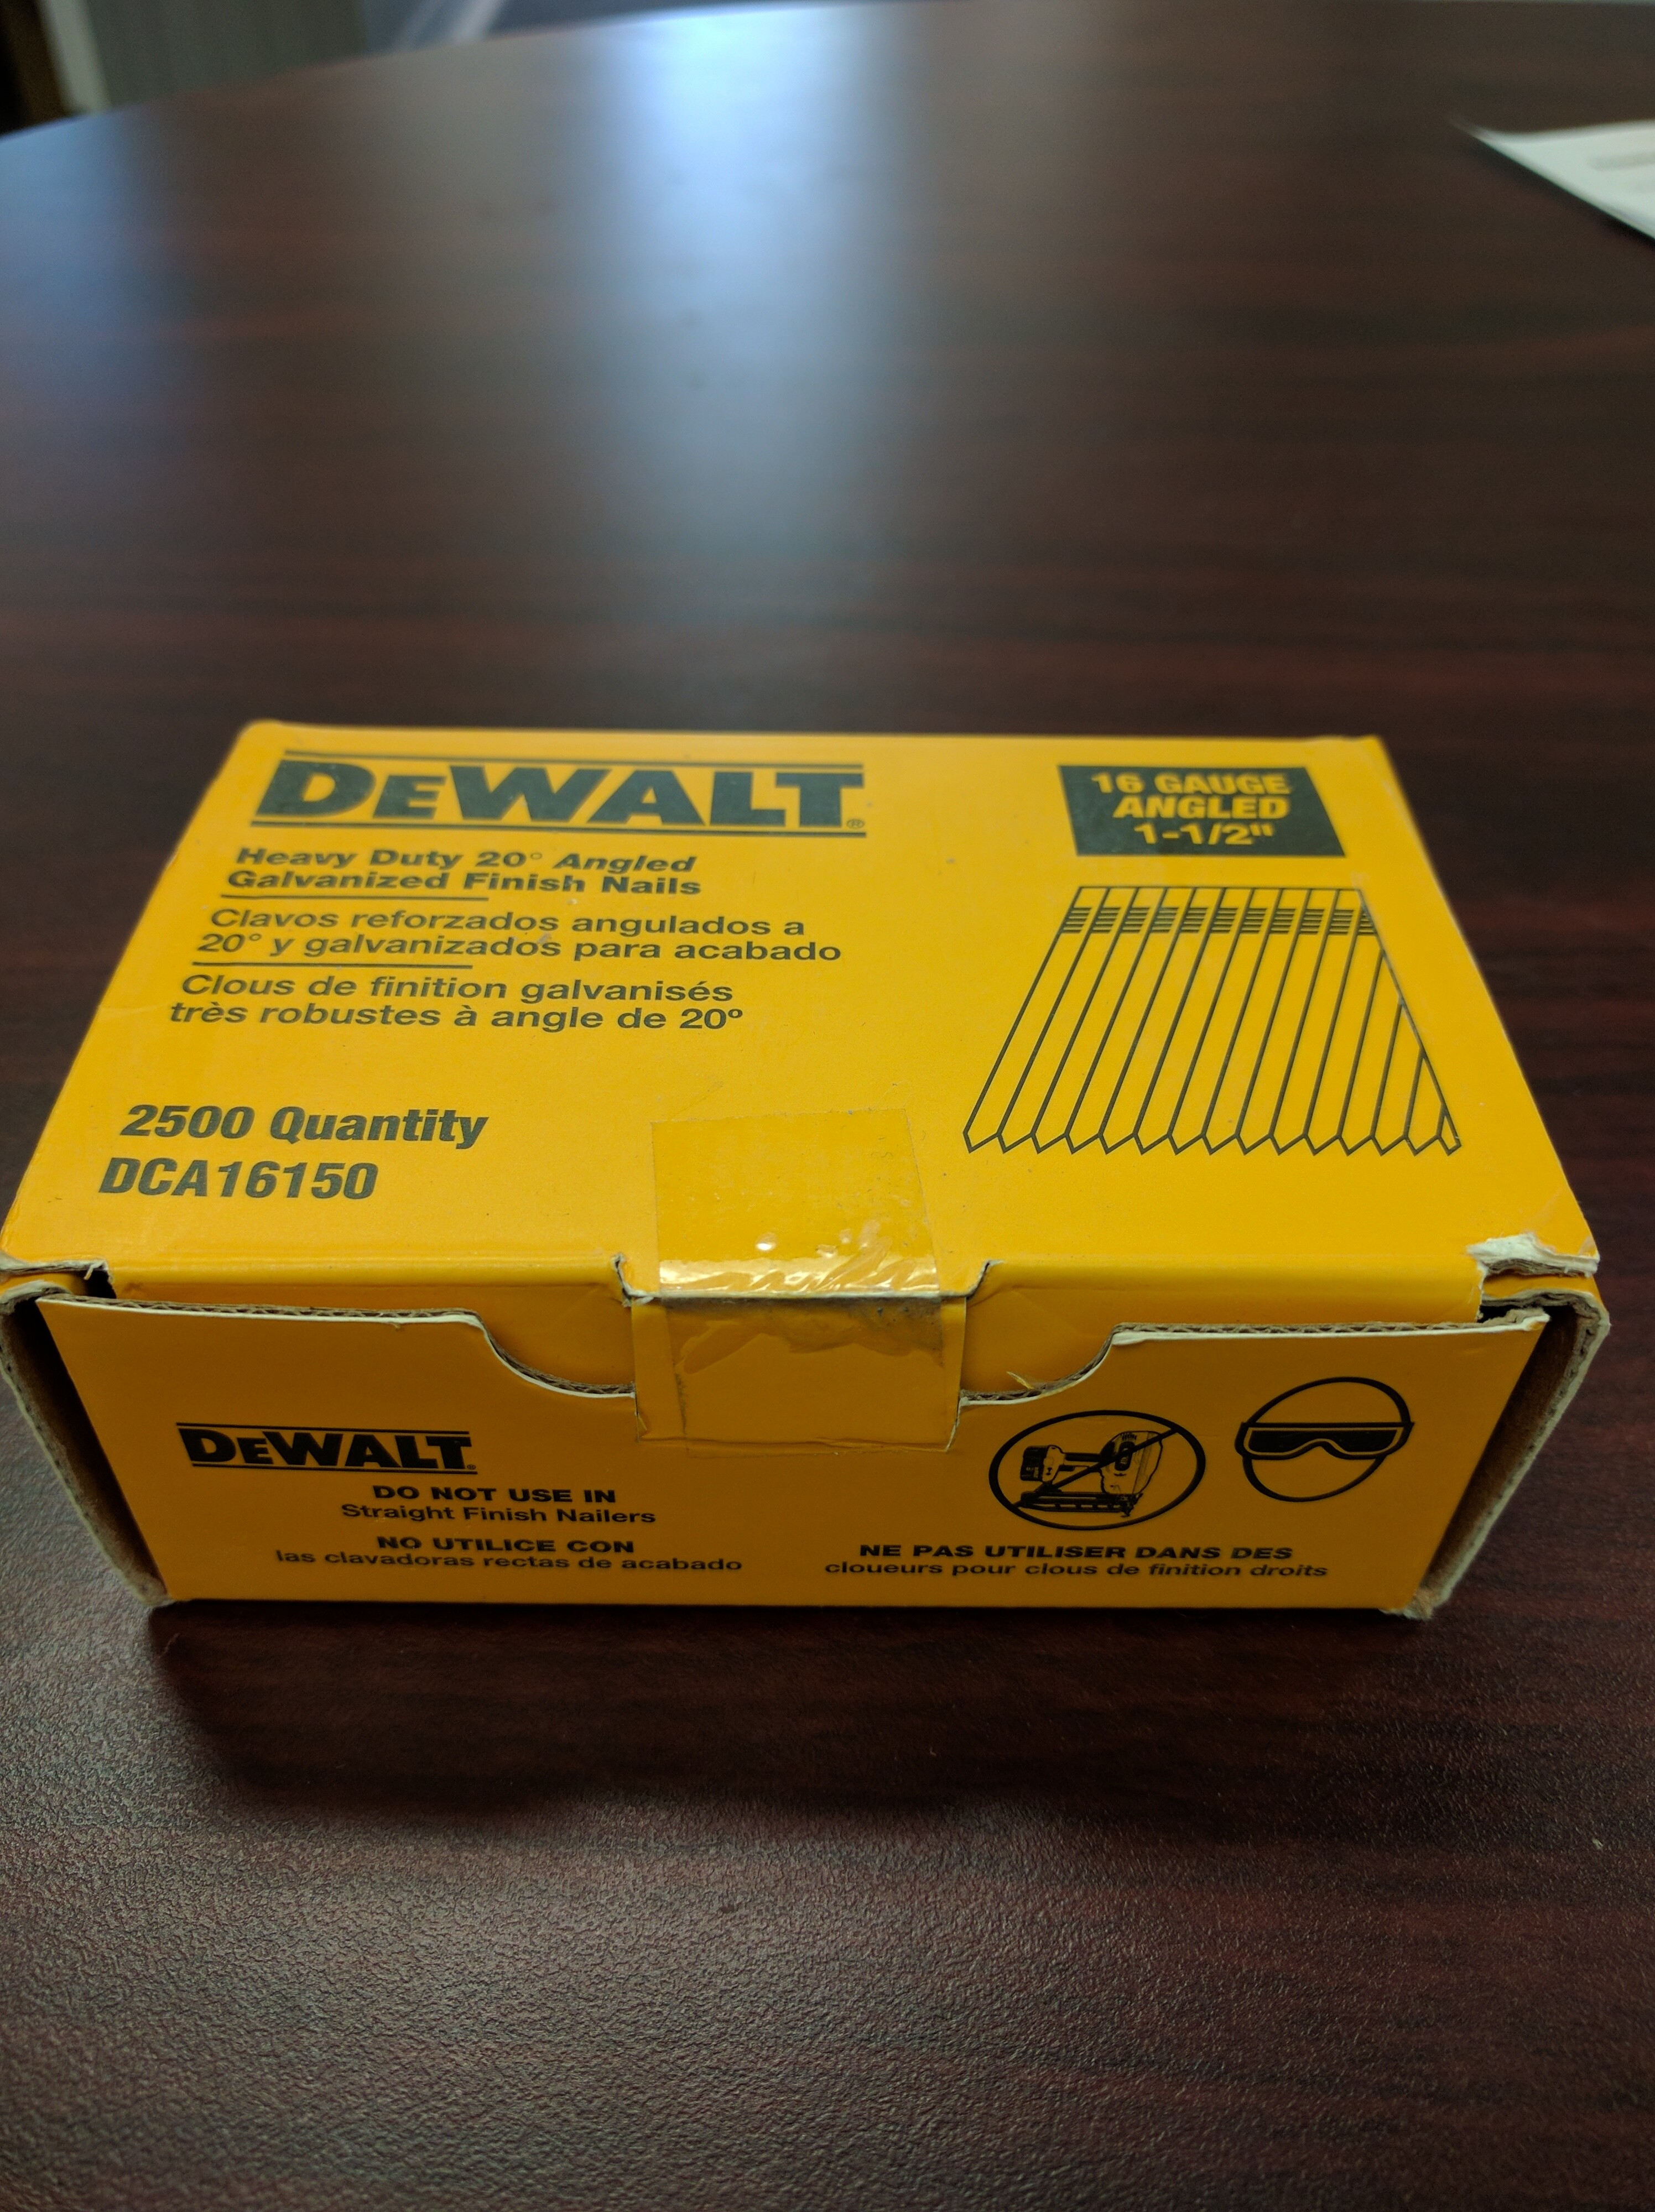 DEWALT®
Heavy Duty 20° Angled
Galvanized Finish Nails
Clavos reforzados angulados a
20° y galvanizados para acabado
Clous de finition galvanisés
très robustes à angle de 20º
2500 Quantity
DCA16150
16 GAUGE
ANGLED
1-1/2"
DEWALT®
DO NOT USE IN
Straight Finish Nailers
NO UTILICE CON
las clavadoras rectas de acabado
NE PAS UTILISER DANS DES
cloueurs pour clous de finition droits